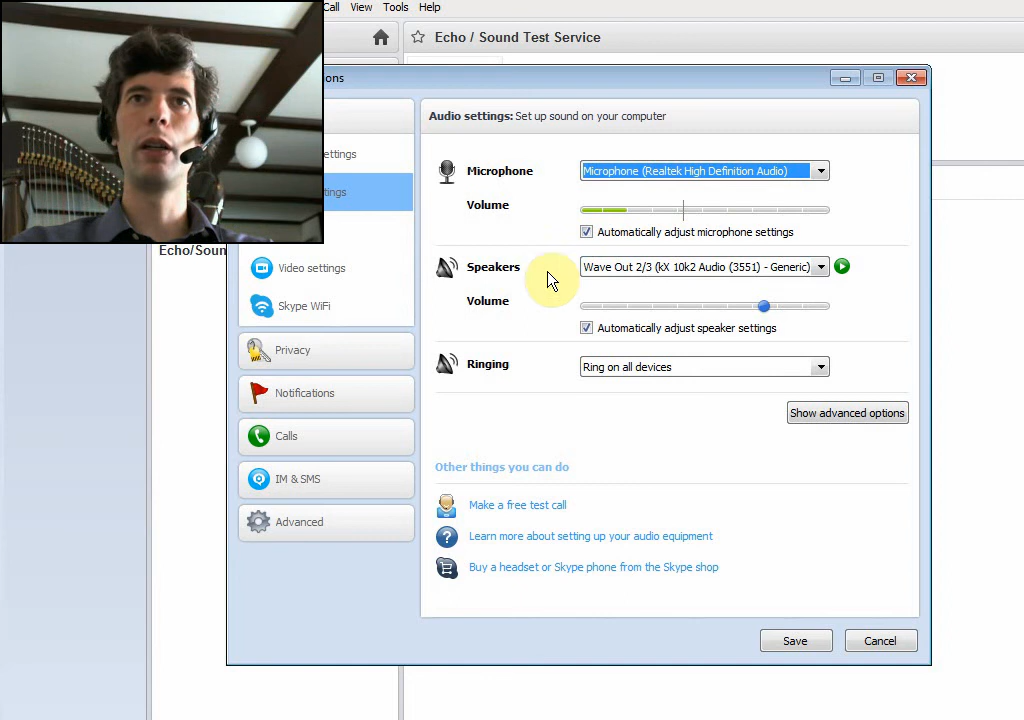 Call View Tools Help
Echo / Sound Test Service
ons
Audio settings: Set up sound on your computer
ettings
Microphone
Microphone (Realtek High Definition Audio)
ttings
Volume
Automatically adjust microphone settings
Echo/Soun
Speakers
Wave Out 2/3 (kX 10k2 Audio (3551) - Generic)
Video settings
Volume
Skype WiFi
Automatically adjust speaker settings
Privacy
Ringing
Ring on all devices
Notifications
Show advanced options
Calls
Other things you can do
IM & SMS
Make a free test call
Advanced
Learn more about setting up your audio equipment
Buy a headset or Skype phone from the Skype shop
Save
Cancel